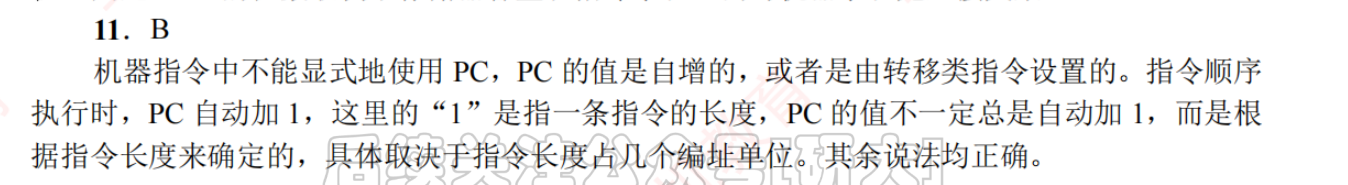 11．B
机器指令中不能显式地使用 PC，PC 的值是自增的，或者是由转移类指令设置的。指令顺序
执行时，PC 自动加 1，这里的“1”是指一条指令的长度，PC 的值不一定总是自动加 1，而是根
据指令长度来确定的，具体取决于指令长度占几个编址单位。其余说法均正确。